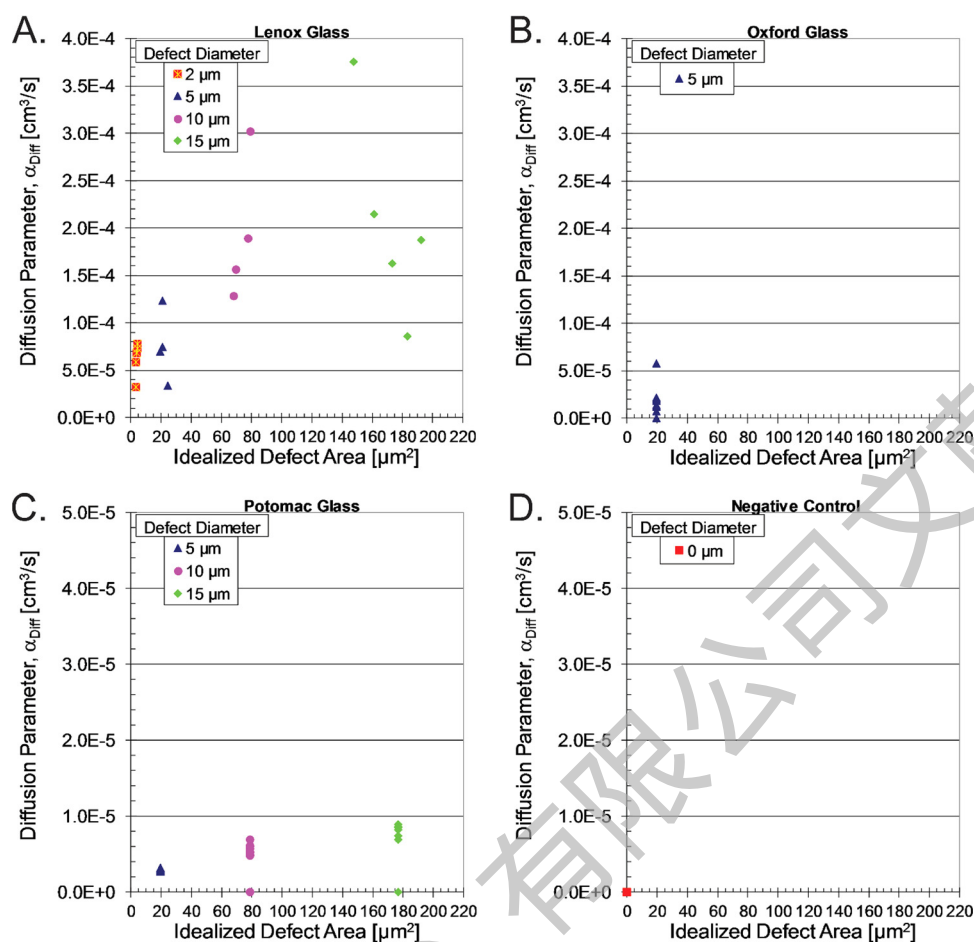 A.
Lenox Glass
4.0E-4
3.5E-4
3.0E-4
2.5E-4
2.0E-4
1.5E-4
1.0E-4
5.0E-5
0.0E+0
Diffusion Parameter, α_Diff [cm³/s]
Defect Diameter
2 µm
5 µm
10 µm
15 µm
0 20 40 60 80 100 120 140 160 180 200 220
Idealized Defect Area [µm²]
B.
Oxford Glass
4.0E-4
3.5E-4
3.0E-4
2.5E-4
2.0E-4
1.5E-4
1.0E-4
5.0E-5
0.0E+0
Diffusion Parameter, α_Diff [cm³/s]
Defect Diameter
5 µm
0 20 40 60 80 100 120 140 160 180 200 220
Idealized Defect Area [µm²]
C.
Potomac Glass
5.0E-5
4.0E-5
3.0E-5
2.0E-5
1.0E-5
0.0E+0
Diffusion Parameter, α_Diff [cm³/s]
Defect Diameter
5 µm
10 µm
15 µm
0 20 40 60 80 100 120 140 160 180 200 220
Idealized Defect Area [µm²]
D.
Negative Control
5.0E-5
4.0E-5
3.0E-5
2.0E-5
1.0E-5
0.0E+0
Diffusion Parameter, α_Diff [cm³/s]
Defect Diameter
0 µm
0 20 40 60 80 100 120 140 160 180 200 220
Idealized Defect Area [µm²]
有限公司文献